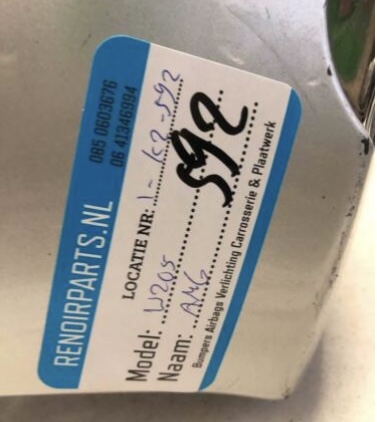 RENOIRPARTS.NL
085 0603676
06 41346994
LOCATIE NR: 1-152-592
Model: W205
Naam: AMG
592
Bumpers Airbags Verlichting Carrosserie & Plaatwerk